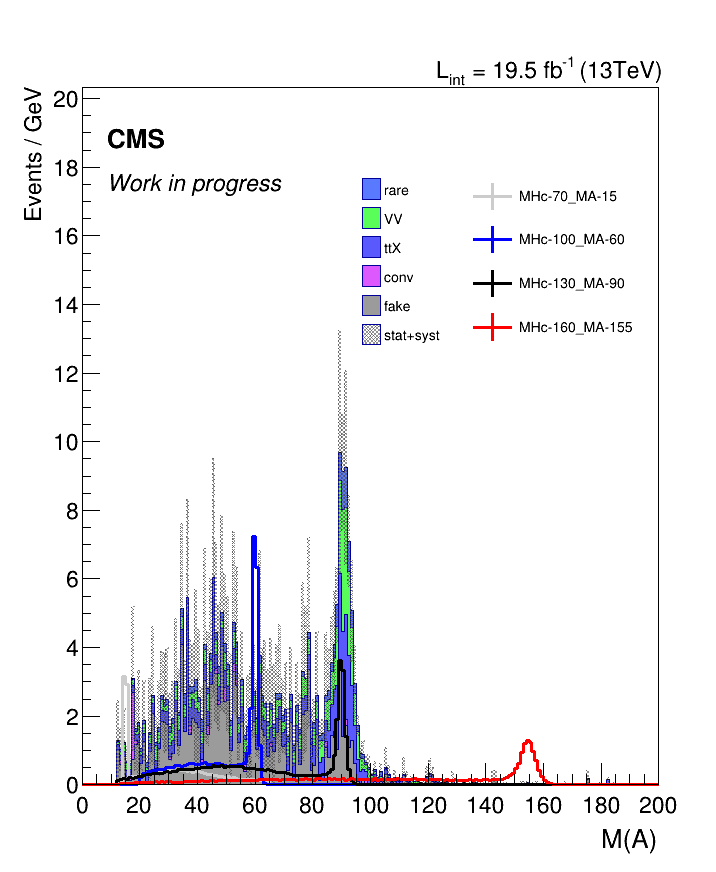 L_int = 19.5 fb^-1 (13TeV)
Events / GeV
CMS
Work in progress
rare
VV
ttX
conv
fake
stat+syst
MHc-70_MA-15
MHc-100_MA-60
MHc-130_MA-90
MHc-160_MA-155
20
18
16
14
12
10
8
6
4
2
0
0 20 40 60 80 100 120 140 160 180 200
M(A)